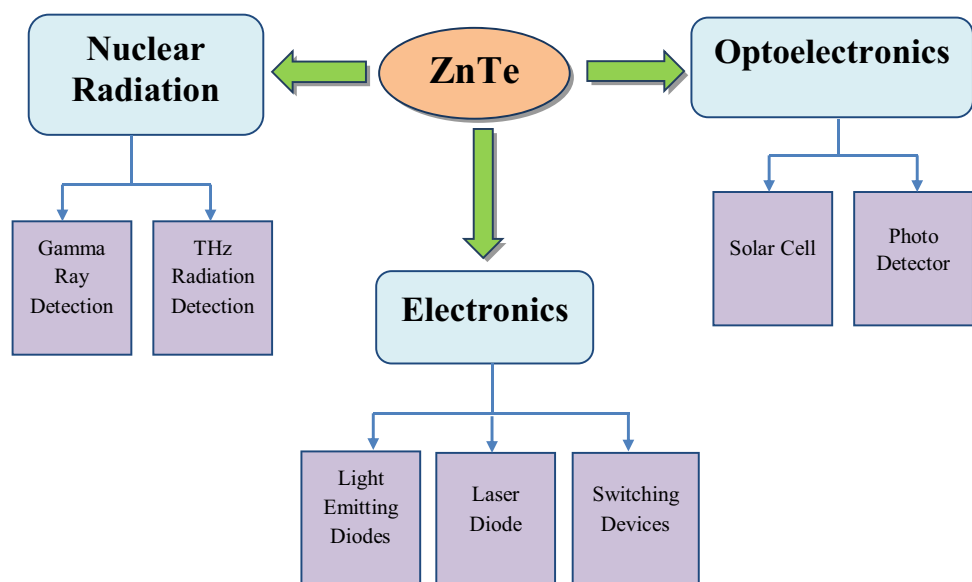 Nuclear
Radiation
ZnTe
Optoelectronics
Gamma
Ray
Detection
THz
Radiation
Detection
Solar Cell
Photo
Detector
Electronics
Light
Emitting
Diodes
Laser
Diode
Switching
Devices